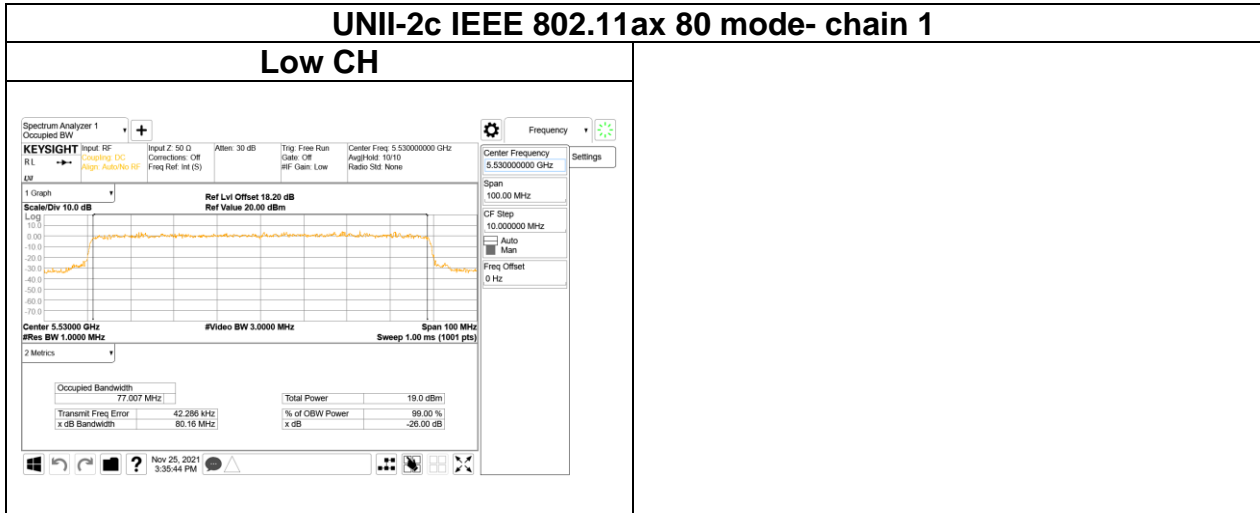 UNII-2c IEEE 802.11ax 80 mode- chain 1
Low CH
Spectrum Analyzer 1
Occupied BW
Frequency
KEYSIGHT
R L
Input: RF
Coupling: DC
Align: Auto/No RF
Input Z: 50 Ω
Corrections: Off
Freq Ref: Int (S)
Atten: 30 dB
Trig: Free Run
Gate: Off
#IF Gain: Low
Center Freq: 5.530000000 GHz
Avg|Hold: 10/10
Radio Std: None
Center Frequency
5.530000000 GHz
Settings
Span
100.00 MHz
CF Step
10.000000 MHz
Auto
Man
Freq Offset
0 Hz
1 Graph
Scale/Div 10.0 dB
Ref Lvl Offset 18.20 dB
Ref Value 20.00 dBm
Log
10.0
0.00
-10.0
-20.0
-30.0
-40.0
-50.0
-60.0
-70.0
Center 5.53000 GHz
#Res BW 1.0000 MHz
#Video BW 3.0000 MHz
Span 100 MHz
Sweep 1.00 ms (1001 pts)
2 Metrics
Occupied Bandwidth
77.007 MHz
Transmit Freq Error 42.286 kHz
x dB Bandwidth 80.16 MHz
Total Power 19.0 dBm
% of OBW Power 99.00 %
x dB -26.00 dB
?
Nov 25, 2021
3:35:44 PM